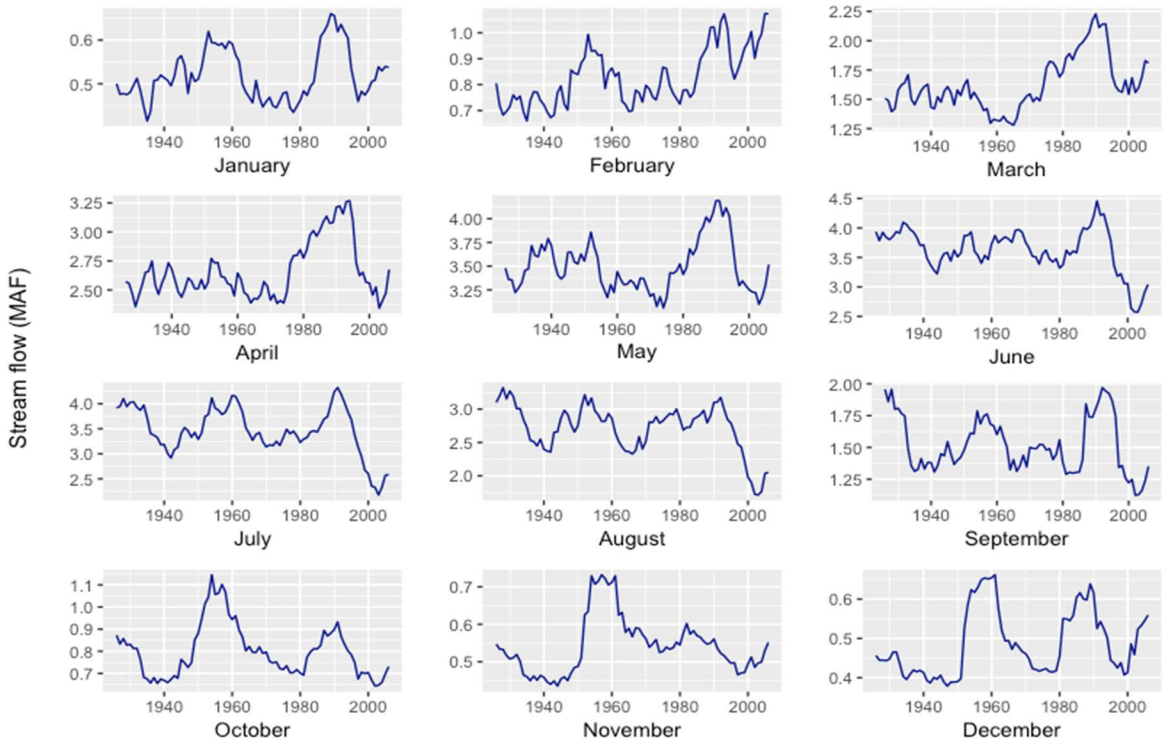 Stream flow (MAF)
0.6
0.5
1940 1960 1980 2000
January
1.0
0.9
0.8
0.7
1940 1960 1980 2000
February
2.25
2.00
1.75
1.50
1.25
1940 1960 1980 2000
March
3.25
3.00
2.75
2.50
1940 1960 1980 2000
April
4.00
3.75
3.50
3.25
1940 1960 1980 2000
May
4.5
4.0
3.5
3.0
2.5
1940 1960 1980 2000
June
4.0
3.5
3.0
2.5
1940 1960 1980 2000
July
3.0
2.5
2.0
1940 1960 1980 2000
August
2.00
1.75
1.50
1.25
1940 1960 1980 2000
September
1.1
1.0
0.9
0.8
0.7
1940 1960 1980 2000
October
0.7
0.6
0.5
1940 1960 1980 2000
November
0.6
0.5
0.4
1940 1960 1980 2000
December